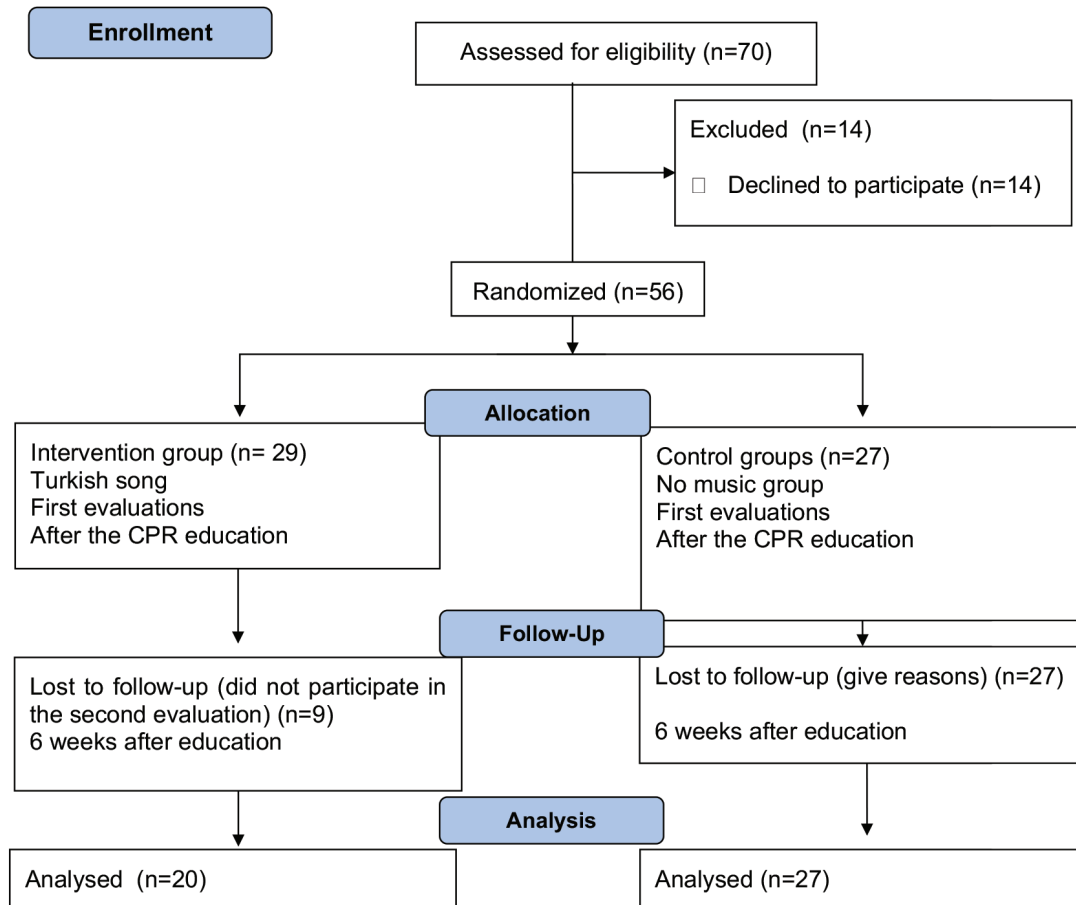 Enrollment
Assessed for eligibility (n=70)
Excluded (n=14)
Declined to participate (n=14)
Randomized (n=56)
Allocation
Intervention group (n= 29)
Turkish song
First evaluations
After the CPR education
Control groups (n=27)
No music group
First evaluations
After the CPR education
Follow-Up
Lost to follow-up (did not participate in
the second evaluation) (n=9)
6 weeks after education
Lost to follow-up (give reasons) (n=27)
6 weeks after education
Analysis
Analysed (n=20)
Analysed (n=27)